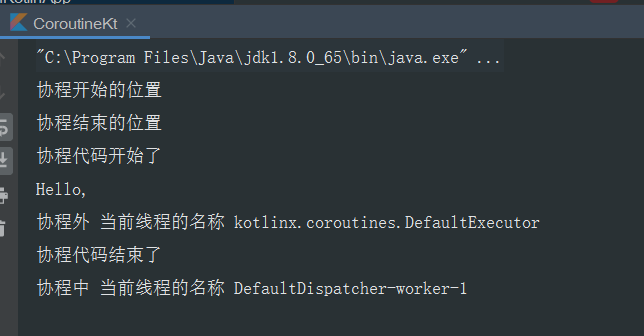 CoroutineKt
"C:\Program Files\Java\jdk1.8.0_65\bin\java.exe" ...
协程开始的位置
协程结束的位置
协程代码开始了
Hello,
协程外 当前线程的名称 kotlinx.coroutines.DefaultExecutor
协程代码结束了
协程中 当前线程的名称 DefaultDispatcher-worker-1